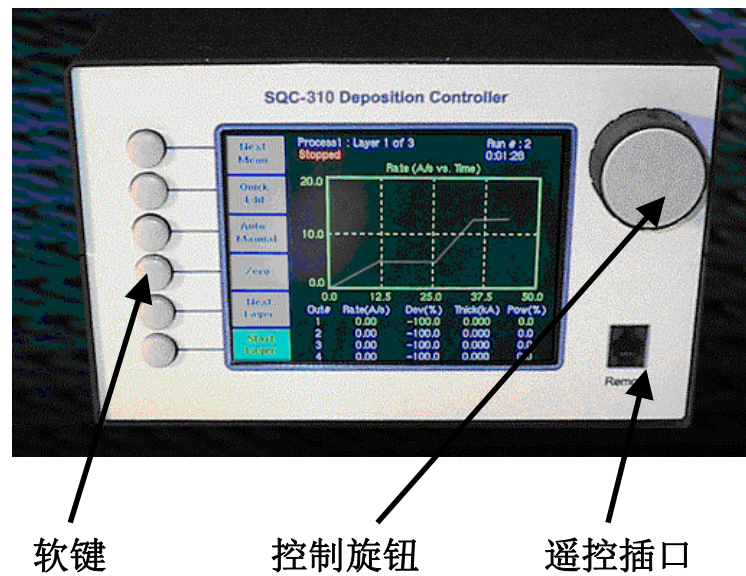 SQC-310 Deposition Controller
Next Menu
Quick Edit
Auto Manual
Zero
Next Layer
Start Layer
Process1 : Layer 1 of 3
Run # : 2
Stopped
0:01:26
Rate (A/s vs. Time)
20.0
10.0
0.0
0.0 12.5 25.0 37.5 50.0
Out# Rate(A/s) Dev(%) Thick(kA) Pow(%)
1 0.00 -100.0 0.000 0.0
2 0.00 -100.0 0.000 0.0
3 0.00 -100.0 0.000 0.0
4 0.00 -100.0 0.000 0.0
软键
控制旋钮
遥控插口